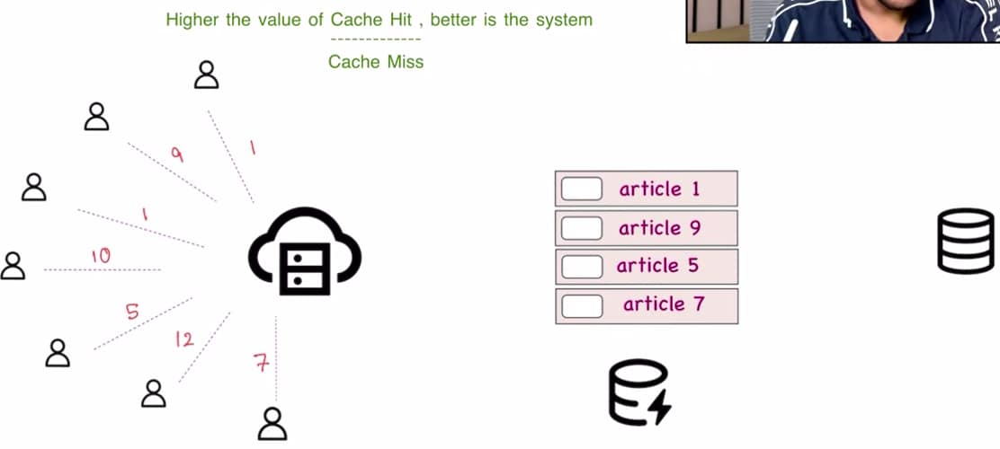 Higher the value of Cache Hit , better is the system
Cache Miss
1
9
1
10
5
12
7
article 1
article 9
article 5
article 7